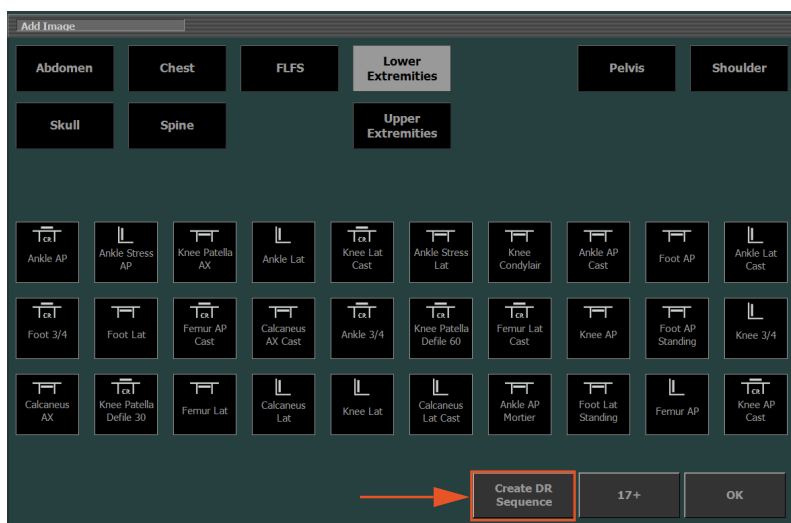 Add Image
Abdomen
Chest
FLFS
Lower
Extremities
Pelvis
Shoulder
Skull
Spine
Upper
Extremities
CR
Ankle AP
Ankle Stress
AP
Knee Patella
AX
Ankle Lat
CR
Knee Lat
Cast
Ankle Stress
Lat
Knee
Condylair
Ankle AP
Cast
Foot AP
Ankle Lat
Cast
CR
Foot 3/4
Foot Lat
CR
Femur AP
Cast
Calcaneus
AX Cast
CR
Ankle 3/4
CR
Knee Patella
Defile 60
CR
Femur Lat
Cast
Knee AP
Foot AP
Standing
Knee 3/4
Calcaneus
AX
CR
Knee Patella
Defile 30
Femur Lat
Calcaneus
Lat
Knee Lat
Calcaneus
Lat Cast
Ankle AP
Mortier
Foot Lat
Standing
Femur AP
CR
Knee AP
Cast
Create DR
Sequence
17+
OK